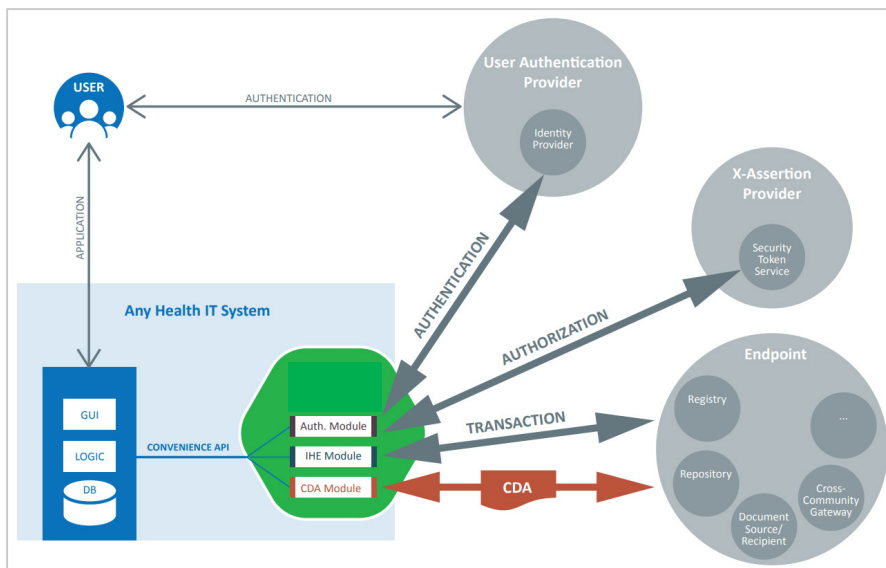 USER
AUTHENTICATION
User Authentication
Provider
Identity
Provider
APPLICATION
X-Assertion
Provider
Security
Token
Service
Any Health IT System
AUTHENTICATION
AUTHORIZATION
Endpoint
GUI
LOGIC
DB
CONVENIENCE API
Auth. Module
IHE Module
CDA Module
TRANSACTION
CDA
Registry
...
Repository
Cross-
Community
Gateway
Document
Source/
Recipient